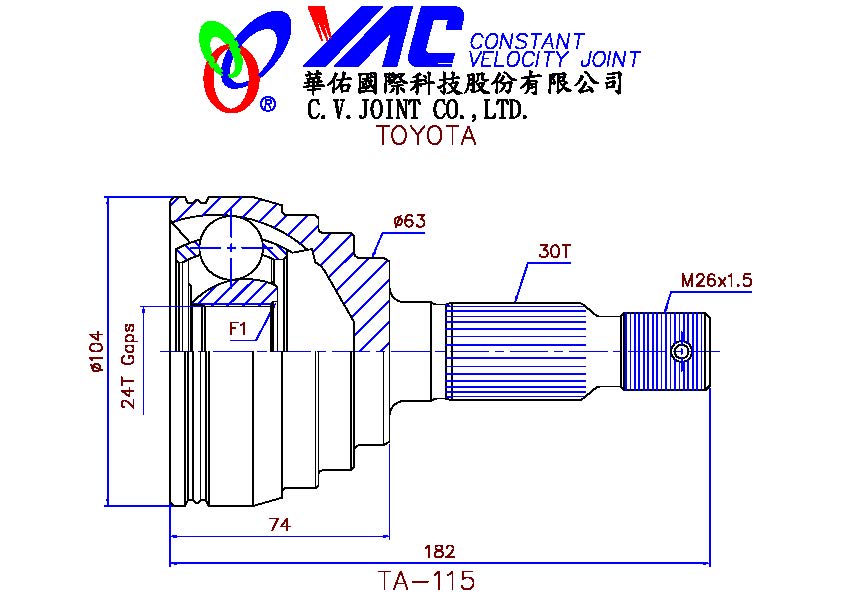 YAC CONSTANT
VELOCITY JOINT
®
華佑國際科技股份有限公司
C.V.JOINT CO.,LTD.
TOYOTA
ø63
30T
M26x1.5
F1
ø104
24T Gaps
74
182
TA-115